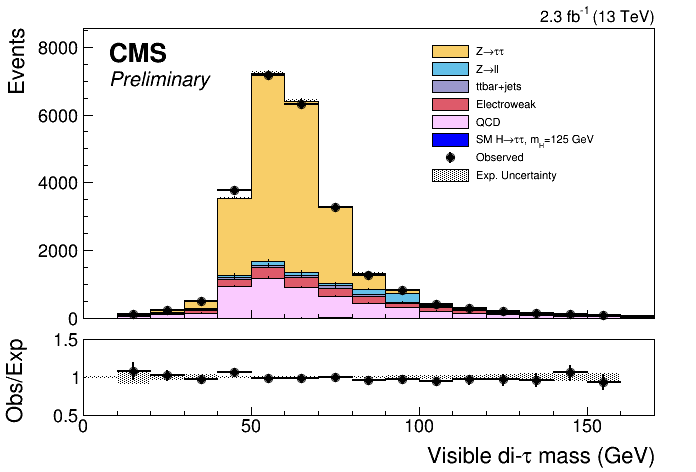 2.3 fb⁻¹ (13 TeV)
Events
8000
6000
4000
2000
0
CMS
Preliminary
Z→ττ
Z→ll
ttbar+jets
Electroweak
QCD
SM H→ττ, m_H=125 GeV
Observed
Exp. Uncertainty
Obs/Exp
1.5
1
0.5
0 50 100 150
Visible di-τ mass (GeV)